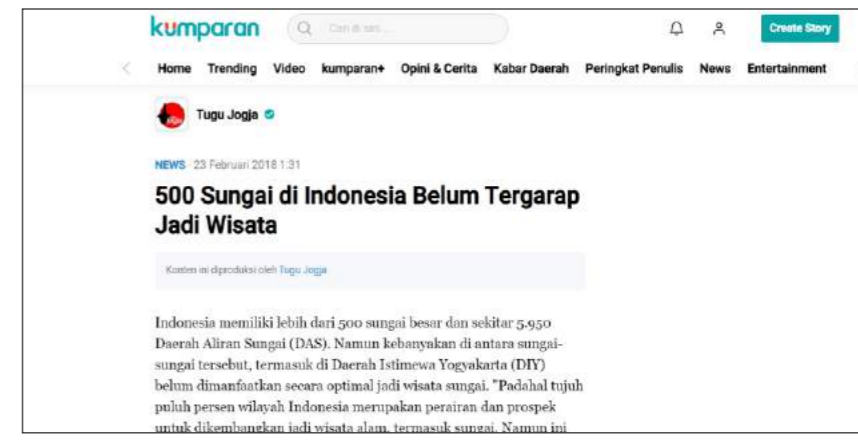 kumparan
Cari di sini...
Create Story
Home Trending Video kumparan+ Opini & Cerita Kabar Daerah Peringkat Penulis News Entertainment
Tugu Jogja
NEWS · 23 Februari 2018 1:31
500 Sungai di Indonesia Belum Tergarap
Jadi Wisata
Konten ini diproduksi oleh Tugu Jogja
Indonesia memiliki lebih dari 500 sungai besar dan sekitar 5.950
Daerah Aliran Sungai (DAS). Namun kebanyakan di antara sungai-
sungai tersebut, termasuk di Daerah Istimewa Yogyakarta (DIY)
belum dimanfaatkan secara optimal jadi wisata sungai. "Padahal tujuh
puluh persen wilayah Indonesia merupakan perairan dan prospek
untuk dikembangkan jadi wisata alam, termasuk sungai. Namun ini